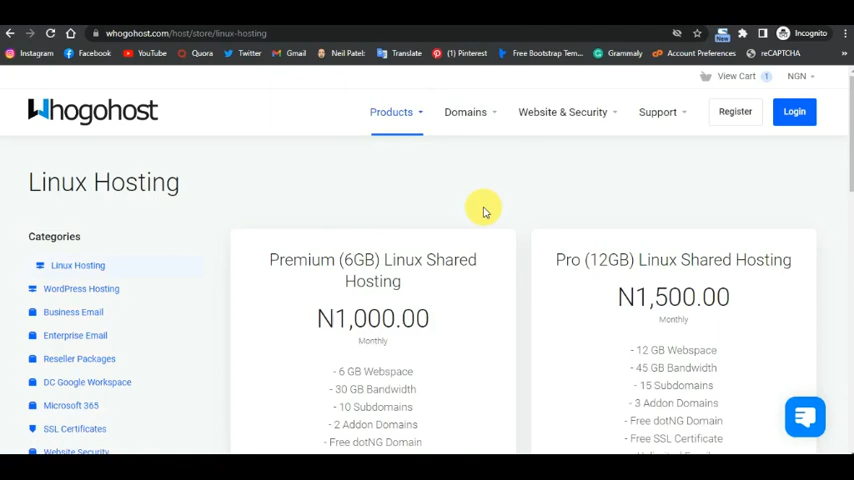 whogohost.com/host/store/linux-hosting
Incognito
Instagram
Facebook
YouTube
Quora
Twitter
Gmail
Neil Patel:
Translate
(1) Pinterest
Free Bootstrap Tem...
Grammaly
Account Preferences
reCAPTCHA
»
New
View Cart 1
NGN
Whogohost
Products
Domains
Website & Security
Support
Register
Login
Linux Hosting
Categories
Linux Hosting
WordPress Hosting
Business Email
Enterprise Email
Reseller Packages
DC Google Workspace
Microsoft 365
SSL Certificates
Website Security
Premium (6GB) Linux Shared
Hosting
N1,000.00
Monthly
- 6 GB Webspace
- 30 GB Bandwidth
- 10 Subdomains
- 2 Addon Domains
- Free dotNG Domain
Pro (12GB) Linux Shared Hosting
N1,500.00
Monthly
- 12 GB Webspace
- 45 GB Bandwidth
- 15 Subdomains
- 3 Addon Domains
- Free dotNG Domain
- Free SSL Certificate